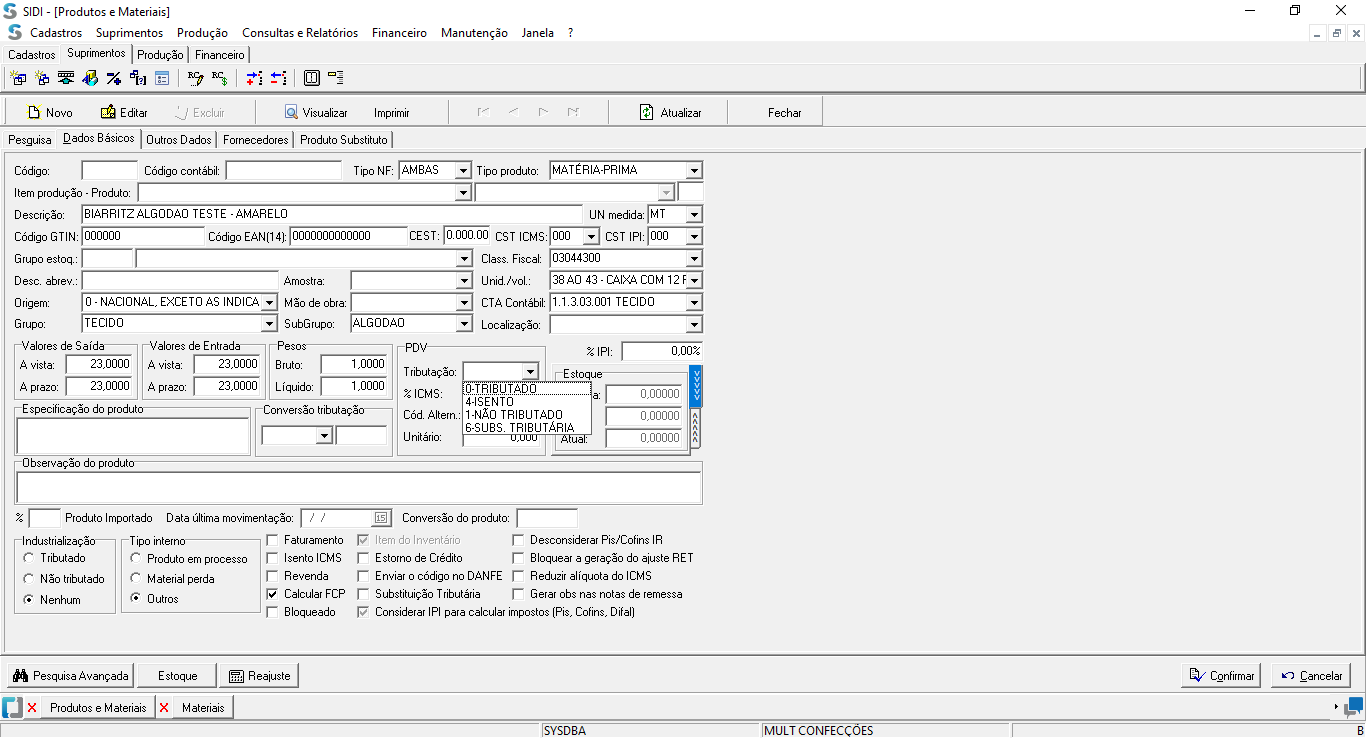 SIDI - [Produtos e Materiais]
Cadastros Suprimentos Produção Consultas e Relatórios Financeiro Manutenção Janela ?
Cadastros Suprimentos Produção Financeiro
Novo Editar Excluir Visualizar Imprimir Atualizar Fechar
Pesquisa Dados Básicos Outros Dados Fornecedores Produto Substituto
Código: Código contábil: Tipo NF: AMBAS Tipo produto: MATÉRIA-PRIMA
Item produção - Produto:
Descrição: BIARRITZ ALGODAO TESTE - AMARELO UN medida: MT
Código GTIN: 000000 Código EAN(14): 0000000000000 CEST: 0.000.00 CST ICMS: 000 CST IPI: 000
Grupo estoq.: Class. Fiscal: 03044300
Desc. abrev.: Amostra: Unid./vol.: 38 AO 43 - CAIXA COM 12 F
Origem: 0 - NACIONAL, EXCETO AS INDICA Mão de obra: CTA Contábil: 1.1.3.03.001 TECIDO
Grupo: TECIDO SubGrupo: ALGODAO Localização:
Valores de Saída Valores de Entrada Pesos PDV % IPI: 0,00%
A vista: 23,0000 A vista: 23,0000 Bruto: 1,0000 Tributação: Estoque
A prazo: 23,0000 A prazo: 23,0000 Líquido: 1,0000 % ICMS: 0-TRIBUTADO a: 0,00000
4-ISENTO
Especificação do produto Conversão tributação Cód. Altern.: 1-NÃO TRIBUTADO 0,00000
6-SUBS. TRIBUTÁRIA
Unitário: 0,000 Atual: 0,00000
Observação do produto
% Produto Importado Data última movimentação: / / 15 Conversão do produto:
Industrialização Tipo interno Faturamento Item do Inventário Desconsiderar Pis/Cofins IR
Tributado Produto em processo Isento ICMS Estorno de Crédito Bloquear a geração do ajuste RET
Não tributado Material perda Revenda Enviar o código no DANFE Reduzir alíquota do ICMS
Nenhum Outros Calcular FCP Substituição Tributária Gerar obs nas notas de remessa
Bloqueado Considerar IPI para calcular impostos (Pis, Cofins, Difal)
Pesquisa Avançada Estoque Reajuste Confirmar Cancelar
Produtos e Materiais Materiais
SYSDBA MULT CONFECÇÕES B